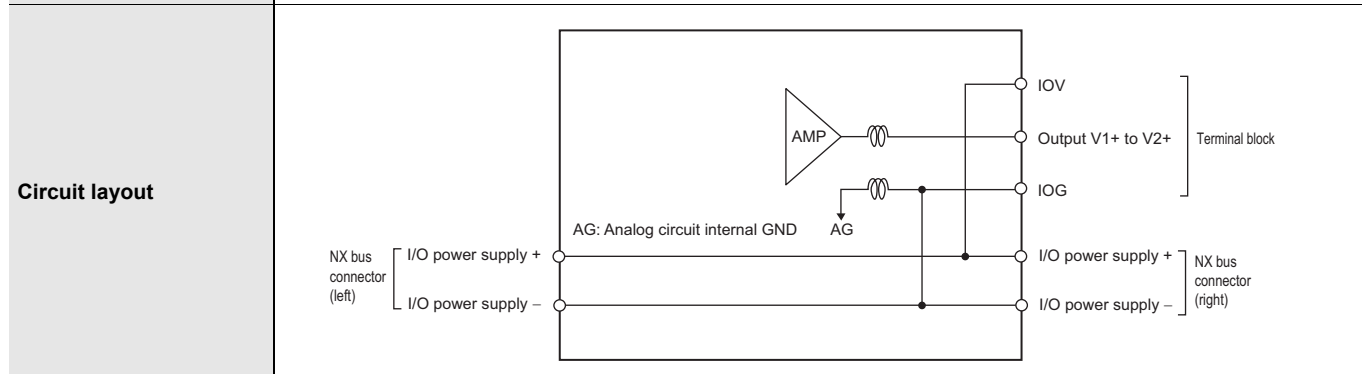 Circuit layout
IOV
AMP
Output V1+ to V2+
Terminal block
IOG
AG: Analog circuit internal GND
AG
NX bus
connector
(left)
I/O power supply +
I/O power supply −
I/O power supply +
I/O power supply −
NX bus
connector
(right)